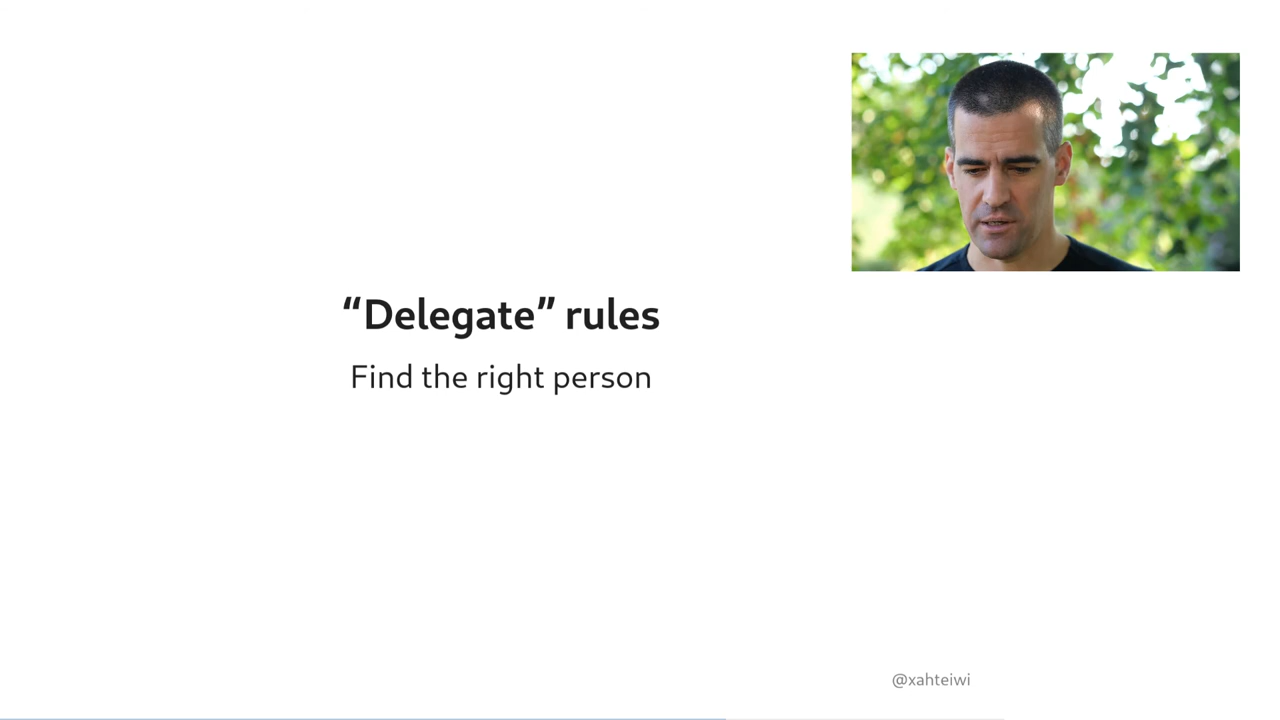 “Delegate” rules
Find the right person
@xahteiwi